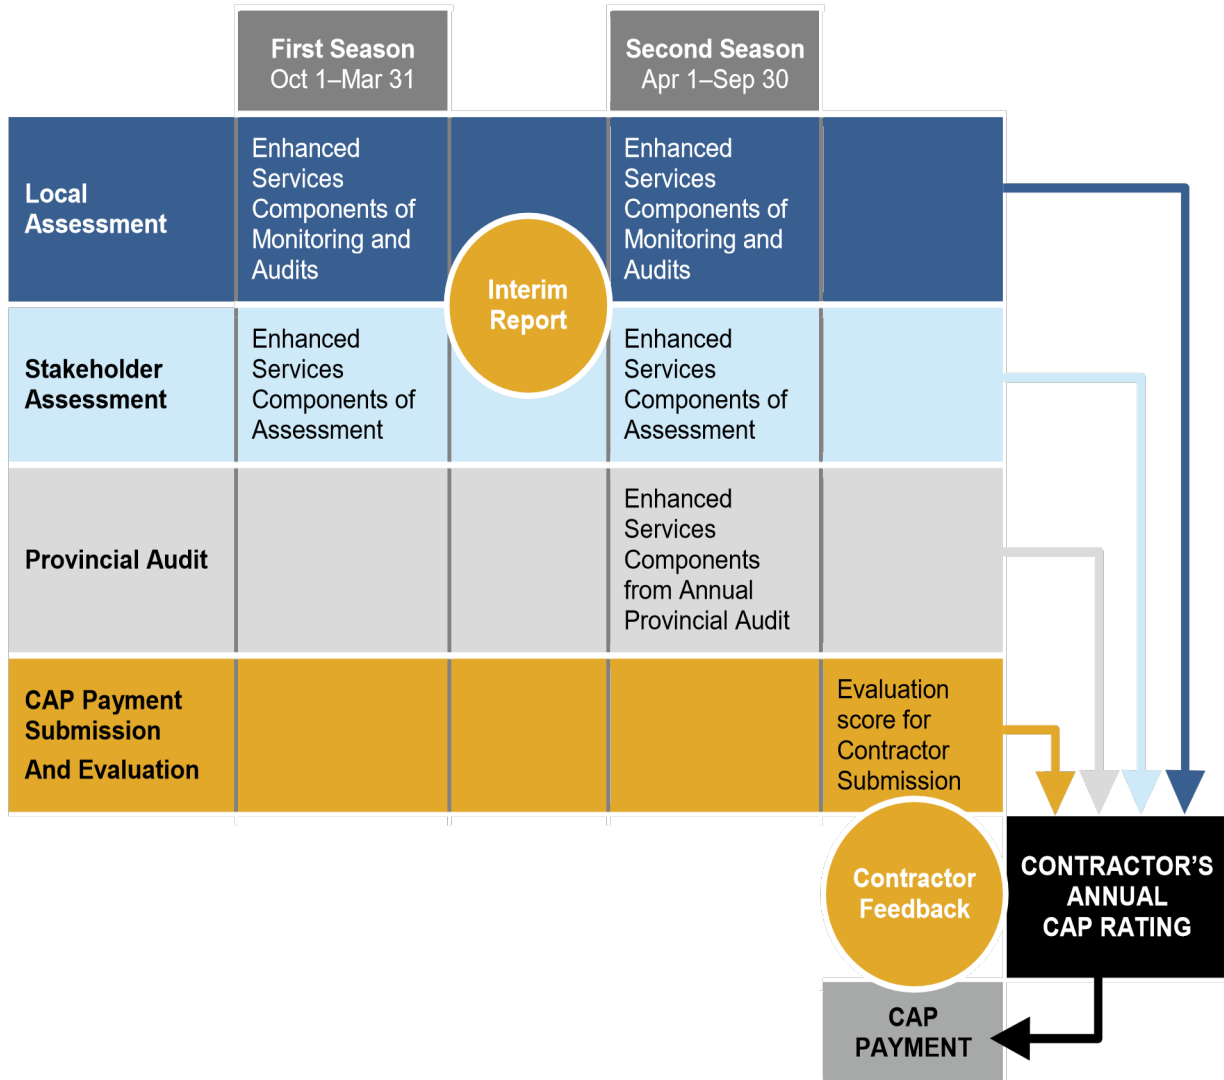 First Season
Oct 1–Mar 31
Second Season
Apr 1–Sep 30
Local
Assessment
Enhanced
Services
Components of
Monitoring and
Audits
Interim
Report
Enhanced
Services
Components of
Monitoring and
Audits
Stakeholder
Assessment
Enhanced
Services
Components of
Assessment
Enhanced
Services
Components of
Assessment
Provincial Audit
Enhanced
Services
Components
from Annual
Provincial Audit
CAP Payment
Submission
And Evaluation
Evaluation
score for
Contractor
Submission
Contractor
Feedback
CONTRACTOR’S
ANNUAL
CAP RATING
CAP
PAYMENT